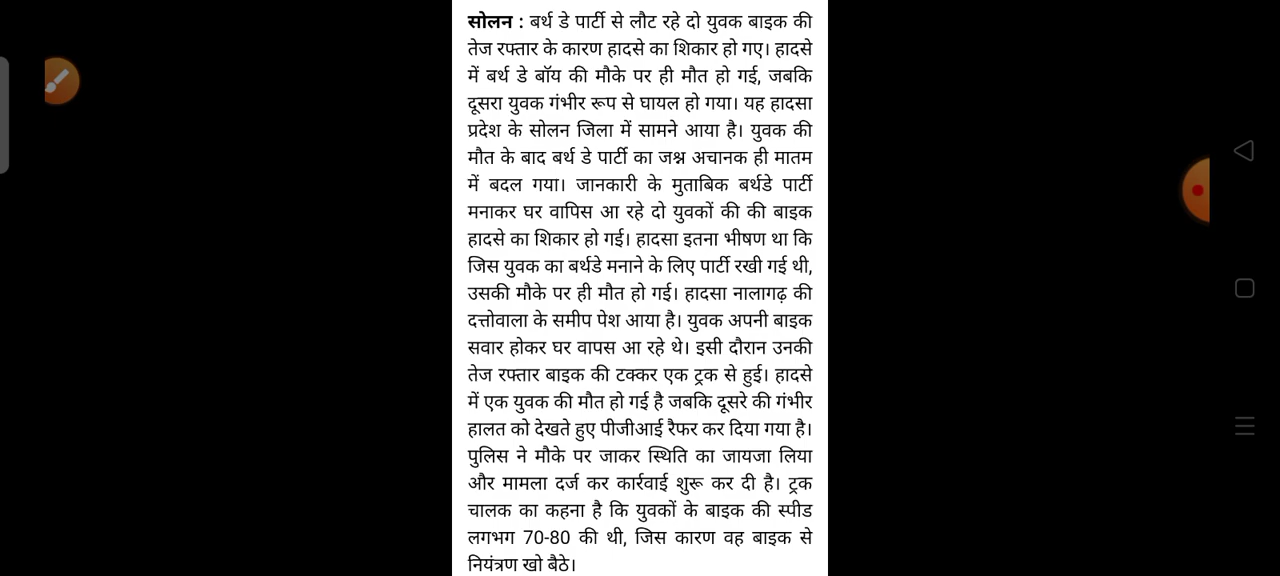 सोलन : बर्थ डे पार्टी से लौट रहे दो युवक बाइक की
तेज रफ्तार के कारण हादसे का शिकार हो गए। हादसे
में बर्थ डे बॉय की मौके पर ही मौत हो गई, जबकि
दूसरा युवक गंभीर रूप से घायल हो गया। यह हादसा
प्रदेश के सोलन जिला में सामने आया है। युवक की
मौत के बाद बर्थ डे पार्टी का जश्न अचानक ही मातम
में बदल गया। जानकारी के मुताबिक बर्थडे पार्टी
मनाकर घर वापिस आ रहे दो युवकों की की बाइक
हादसे का शिकार हो गई। हादसा इतना भीषण था कि
जिस युवक का बर्थडे मनाने के लिए पार्टी रखी गई थी,
उसकी मौके पर ही मौत हो गई। हादसा नालागढ़ की
दत्तोवाला के समीप पेश आया है। युवक अपनी बाइक
सवार होकर घर वापस आ रहे थे। इसी दौरान उनकी
तेज रफ्तार बाइक की टक्कर एक ट्रक से हुई। हादसे
में एक युवक की मौत हो गई है जबकि दूसरे की गंभीर
हालत को देखते हुए पीजीआई रैफर कर दिया गया है।
पुलिस ने मौके पर जाकर स्थिति का जायजा लिया
और मामला दर्ज कर कार्रवाई शुरू कर दी है। ट्रक
चालक का कहना है कि युवकों के बाइक की स्पीड
लगभग 70-80 की थी, जिस कारण वह बाइक से
नियंत्रण खो बैठे।